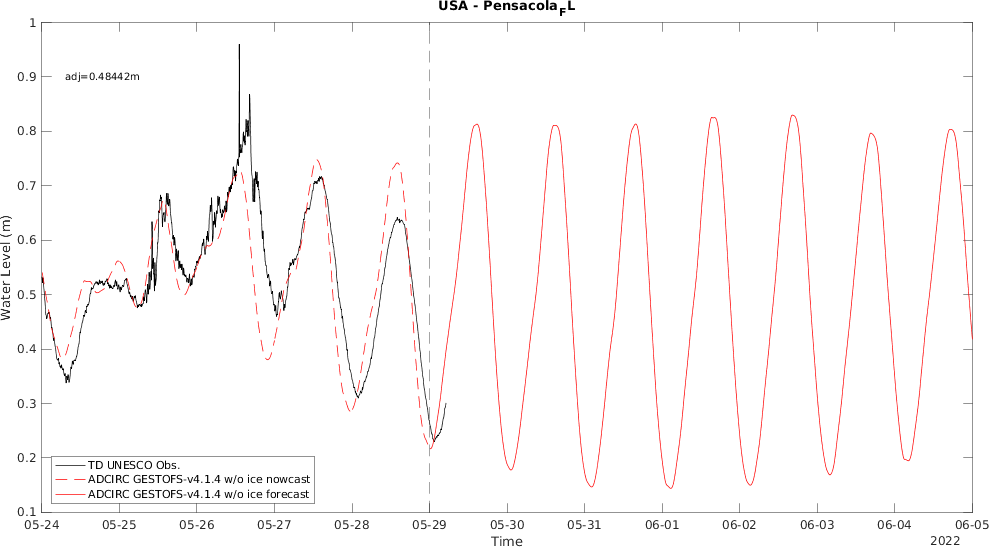 USA - Pensacola_FL
adj=0.48442m
Water Level (m)
1
0.9
0.8
0.7
0.6
0.5
0.4
0.3
0.2
0.1
TD UNESCO Obs.
ADCIRC GESTOFS-v4.1.4 w/o ice nowcast
ADCIRC GESTOFS-v4.1.4 w/o ice forecast
05-24 05-25 05-26 05-27 05-28 05-29 05-30 05-31 06-01 06-02 06-03 06-04 06-05
Time
2022